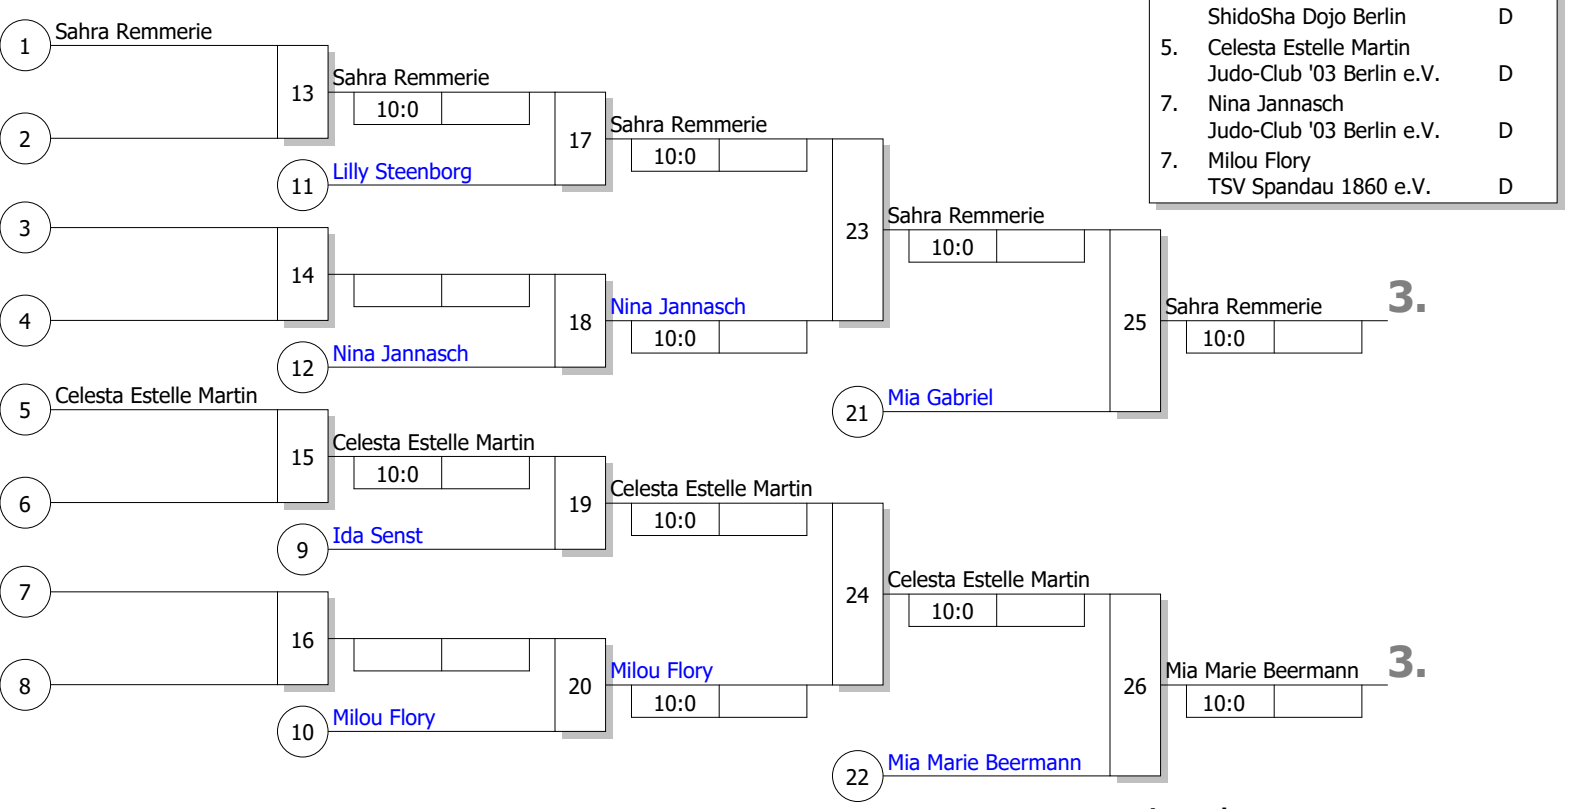 ShidoSha Dojo Berlin D
5. Celesta Estelle Martin
Judo-Club '03 Berlin e.V. D
7. Nina Jannasch
Judo-Club '03 Berlin e.V. D
7. Milou Flory
TSV Spandau 1860 e.V. D
1 Sahra Remmerie
13 Sahra Remmerie
10:0
2
17 Sahra Remmerie
10:0
11 Lilly Steenborg
3
23 Sahra Remmerie
10:0
14
4
18 Nina Jannasch
10:0
12 Nina Jannasch
25 Sahra Remmerie 3.
10:0
21 Mia Gabriel
5 Celesta Estelle Martin
15 Celesta Estelle Martin
10:0
6
19 Celesta Estelle Martin
10:0
9 Ida Senst
7
24 Celesta Estelle Martin
10:0
16
8
20 Milou Flory
10:0
10 Milou Flory
26 Mia Marie Beermann 3.
10:0
22 Mia Marie Beermann